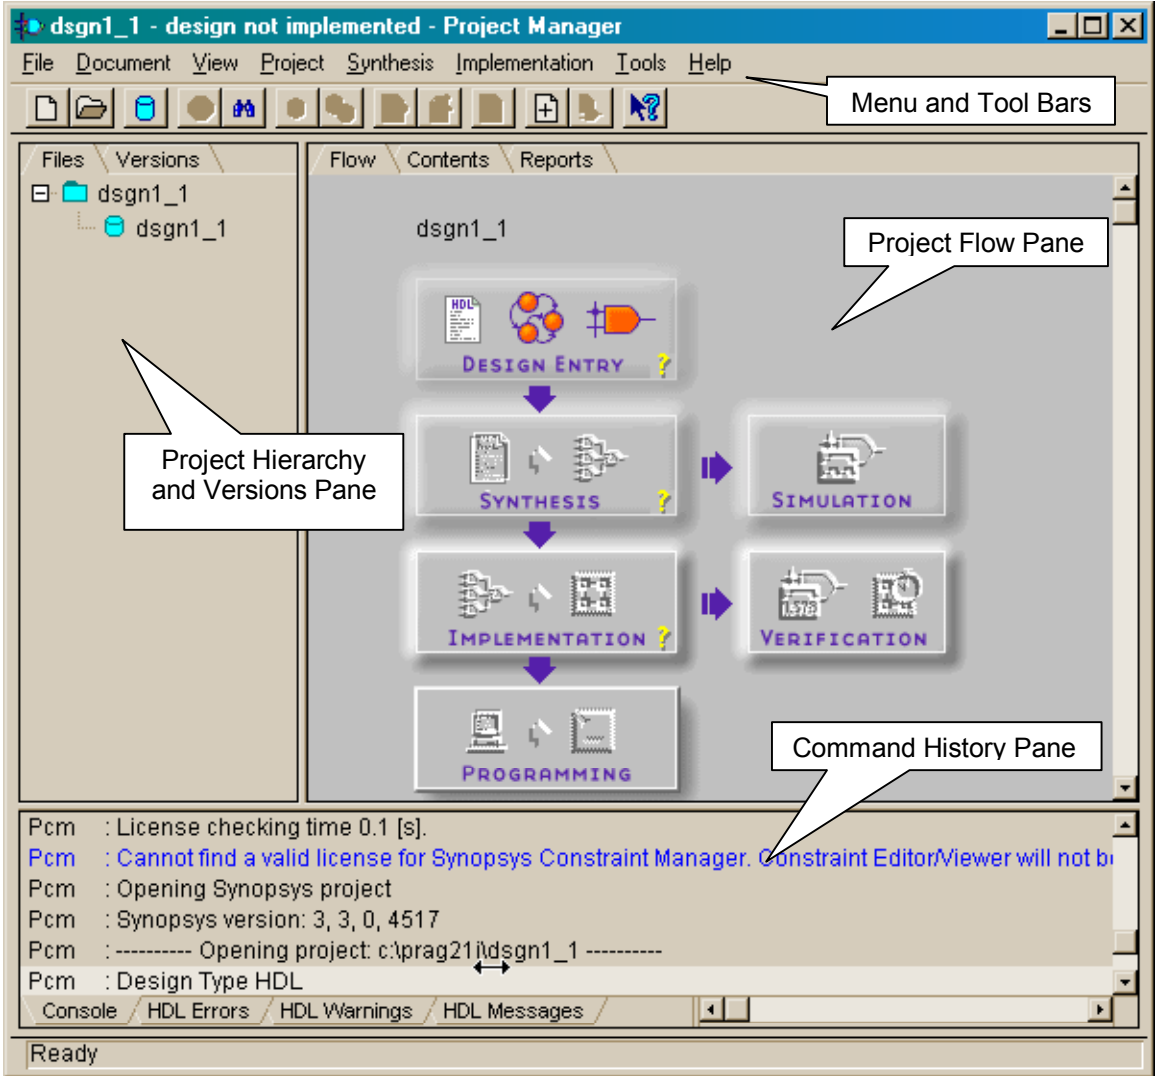 dsgn1_1 - design not implemented - Project Manager
File Document View Project Synthesis Implementation Tools Help
Menu and Tool Bars
Files Versions
Flow Contents Reports
dsgn1_1
dsgn1_1
dsgn1_1
Project Flow Pane
HDL
DESIGN ENTRY ?
Project Hierarchy
and Versions Pane
HDL
SYNTHESIS ?
SIMULATION
IMPLEMENTATION ?
VERIFICATION
PROGRAMMING
Command History Pane
Pcm : License checking time 0.1 [s].
Pcm : Cannot find a valid license for Synopsys Constraint Manager. Constraint Editor/Viewer will not
Pcm : Opening Synopsys project
Pcm : Synopsys version: 3, 3, 0, 4517
Pcm : ---------- Opening project: c:\prag21i\dsgn1_1 ----------
Pcm : Design Type HDL
Console HDL Errors HDL Warnings HDL Messages
Ready